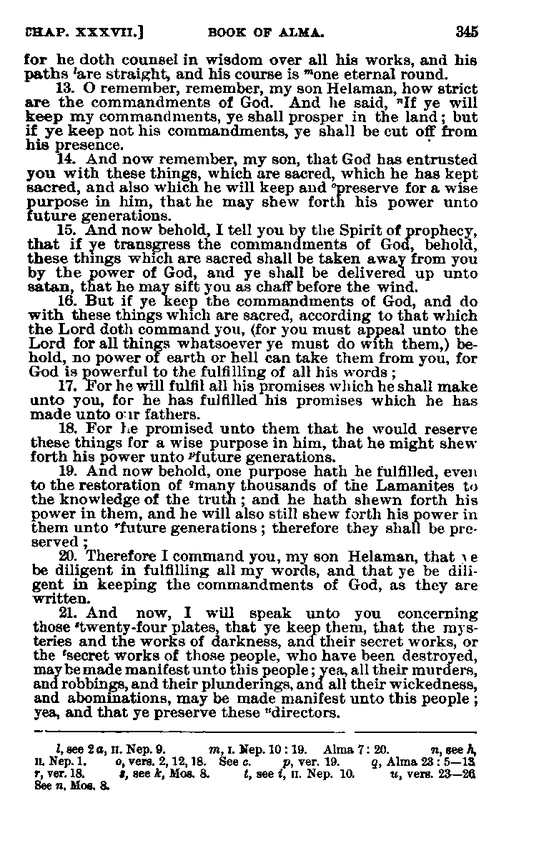 CHAP. XXXVII.] BOOK OF ALMA. 345
for he doth counsel in wisdom over all his works, and his
paths ˡare straight, and his course is ᵐone eternal round.
13. O remember, remember, my son Helaman, how strict
are the commandments of God. And he said, ⁿIf ye will
keep my commandments, ye shall prosper in the land; but
if ye keep not his commandments, ye shall be cut off from
his presence.
14. And now remember, my son, that God has entrusted
you with these things, which are sacred, which he has kept
sacred, and also which he will keep and ᵒpreserve for a wise
purpose in him, that he may shew forth his power unto
future generations.
15. And now behold, I tell you by the Spirit of prophecy,
that if ye transgress the commandments of God, behold,
these things which are sacred shall be taken away from you
by the power of God, and ye shall be delivered up unto
satan, that he may sift you as chaff before the wind.
16. But if ye keep the commandments of God, and do
with these things which are sacred, according to that which
the Lord doth command you, (for you must appeal unto the
Lord for all things whatsoever ye must do with them,) be-
hold, no power of earth or hell can take them from you, for
God is powerful to the fulfilling of all his words;
17. For he will fulfil all his promises which he shall make
unto you, for he has fulfilled his promises which he has
made unto our fathers.
18. For he promised unto them that he would reserve
these things for a wise purpose in him, that he might shew
forth his power unto ᵖfuture generations.
19. And now behold, one purpose hath he fulfilled, even
to the restoration of ᑫmany thousands of the Lamanites to
the knowledge of the truth; and he hath shewn forth his
power in them, and he will also still shew forth his power in
them unto ʳfuture generations; therefore they shall be pre-
served;
20. Therefore I command you, my son Helaman, that ye
be diligent in fulfilling all my words, and that ye be dili-
gent in keeping the commandments of God, as they are
written.
21. And now, I will speak unto you concerning
those ˢtwenty-four plates, that ye keep them, that the mys-
teries and the works of darkness, and their secret works, or
the ᵗsecret works of those people, who have been destroyed,
may be made manifest unto this people; yea, all their murders,
and robbings, and their plunderings, and all their wickedness,
and abominations, may be made manifest unto this people;
yea, and that ye preserve these ᵘdirectors.
l, see 2 a, II. Nep. 9. m, I. Nep. 10:19. Alma 7:20. n, see h,
II. Nep. 1. o, vers. 2, 12, 18. See c. p, ver. 19. q, Alma 23:5—13
r, ver. 18. s, see k, Mos. 8. t, see i, II. Nep. 10. u, vers. 23—26
See n, Mos. 8.